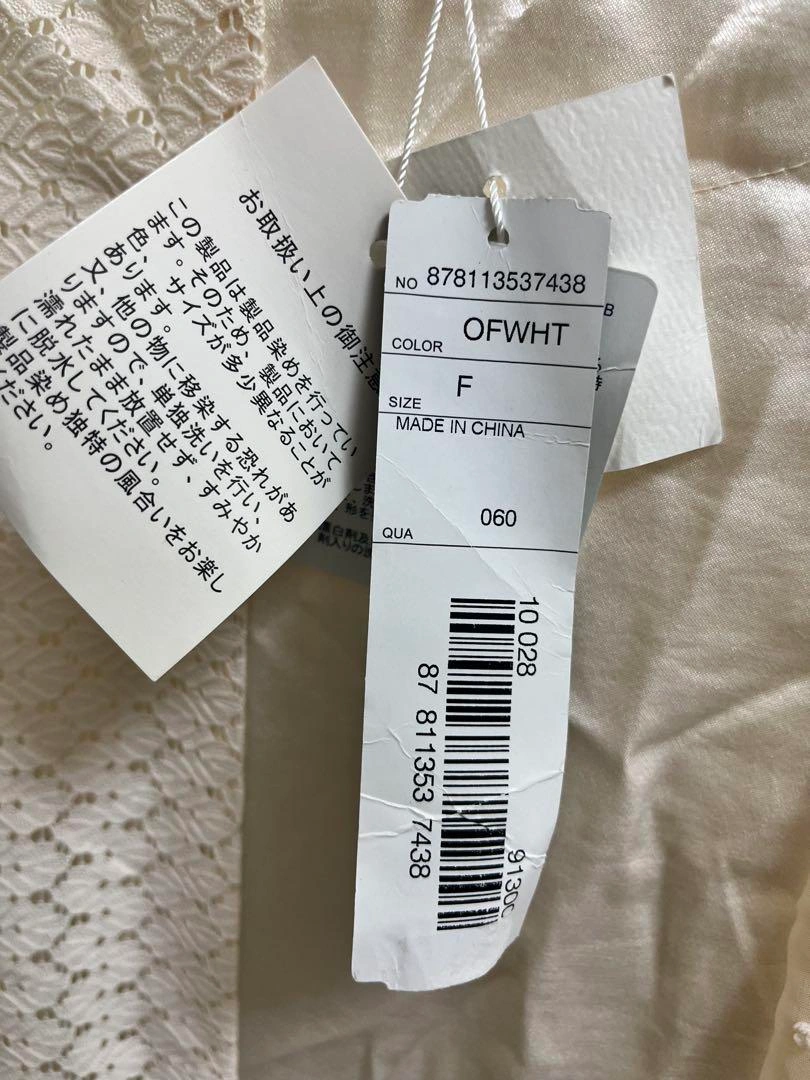 お取扱い上の御注意
この製品は製品染めを行ってい
ます。そのため、製品において
色、サイズが多少異なることが
あります。
又、他の物に移染する恐れがあ
りますので、単独洗いを行い、
濡れたまま放置せず、すみやか
に脱水してください。
製品染め独特の風合いをお楽し
ください。
NO 878113537438
COLOR OFWHT
SIZE F
MADE IN CHINA
QUA 060
10 028
87 811353 7438
9130
B